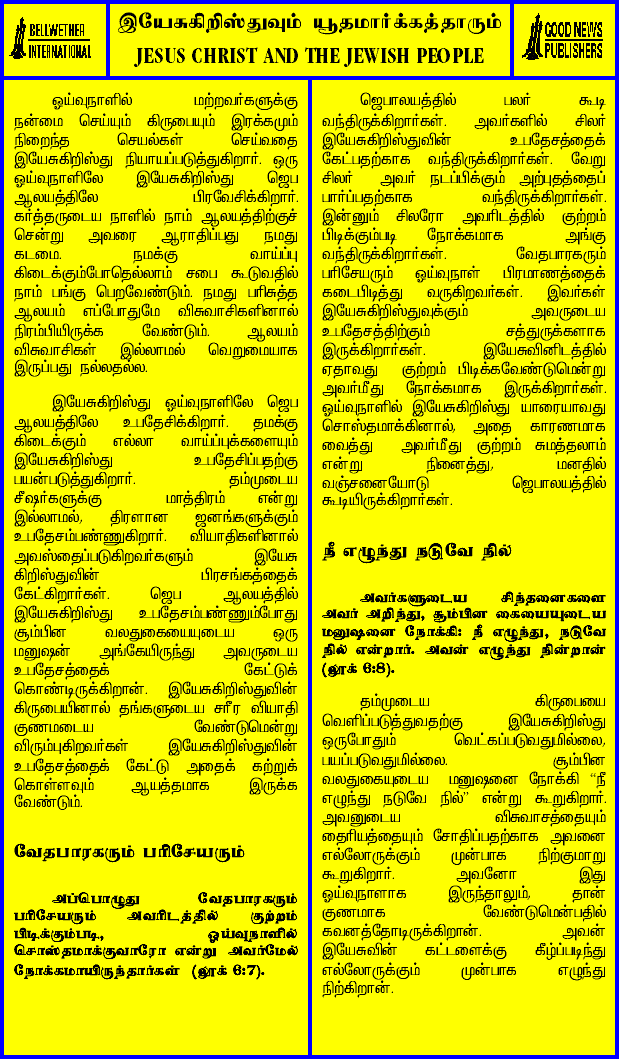 BELLWETHER
INTERNATIONAL
இயேசுகிறிஸ்துவும் யூதமார்க்கத்தாரும்
JESUS CHRIST AND THE JEWISH PEOPLE
GOOD NEWS
PUBLISHERS
ஓய்வுநாளில் மற்றவர்களுக்கு
நன்மை செய்யும் கிருபையும் இரக்கமும்
நிறைந்த செயல்கள் செய்வதை
இயேசுகிறிஸ்து நியாயப்படுத்துகிறார். ஒரு
ஓய்வுநாளிலே இயேசுகிறிஸ்து ஜெப
ஆலயத்திலே பிரவேசிக்கிறார்.
கர்த்தருடைய நாளில் நாம் ஆலயத்திற்குச்
சென்று அவரை ஆராதிப்பது நமது
கடமை. நமக்கு வாய்ப்பு
கிடைக்கும்போதெல்லாம் சபை கூடுவதில்
நாம் பங்கு பெறவேண்டும். நமது பரிசுத்த
ஆலயம் எப்போதுமே விசுவாசிகளினால்
நிரம்பியிருக்க வேண்டும். ஆலயம்
விசுவாசிகள் இல்லாமல் வெறுமையாக
இருப்பது நல்லதல்ல.
இயேசுகிறிஸ்து ஓய்வுநாளிலே ஜெப
ஆலயத்திலே உபதேசிக்கிறார். தமக்கு
கிடைக்கும் எல்லா வாய்ப்புக்களையும்
இயேசுகிறிஸ்து உபதேசிப்பதற்கு
பயன்படுத்துகிறார். தம்முடைய
சீஷர்களுக்கு மாத்திரம் என்று
இல்லாமல், திரளான ஜனங்களுக்கும்
உபதேசம்பண்ணுகிறார். வியாதிகளினால்
அவஸ்தைப்படுகிறவர்களும் இயேசு
கிறிஸ்துவின் பிரசங்கத்தைக்
கேட்கிறார்கள். ஜெப ஆலயத்தில்
இயேசுகிறிஸ்து உபதேசம்பண்ணும்போது
சூம்பின வலதுகையையுடைய ஒரு
மனுஷன் அங்கேயிருந்து அவருடைய
உபதேசத்தைக் கேட்டுக்
கொண்டிருக்கிறான். இயேசுகிறிஸ்துவின்
கிருபையினால் தங்களுடைய சரீர வியாதி
குணமடைய வேண்டுமென்று
விரும்புகிறவர்கள் இயேசுகிறிஸ்துவின்
உபதேசத்தைக் கேட்டு அதைக் கற்றுக்
கொள்ளவும் ஆயத்தமாக இருக்க
வேண்டும்.
வேதபாரகரும் பரிசேயரும்
அப்பொழுது வேதபாரகரும்
பரிசேயரும் அவரிடத்தில் குற்றம்
பிடிக்கும்படி, ஓய்வுநாளில்
சொஸ்தமாக்குவாரோ என்று அவர்மேல்
நோக்கமாயிருந்தார்கள் (லூக் 6:7).
ஜெபாலயத்தில் பலர் கூடி
வந்திருக்கிறார்கள். அவர்களில் சிலர்
இயேசுகிறிஸ்துவின் உபதேசத்தைக்
கேட்பதற்காக வந்திருக்கிறார்கள். வேறு
சிலர் அவர் நடப்பிக்கும் அற்புதத்தைப்
பார்ப்பதற்காக வந்திருக்கிறார்கள்.
இன்னும் சிலரோ அவரிடத்தில் குற்றம்
பிடிக்கும்படி நோக்கமாக அங்கு
வந்திருக்கிறார்கள். வேதபாரகரும்
பரிசேயரும் ஓய்வுநாள் பிரமாணத்தைக்
கடைபிடித்து வருகிறவர்கள். இவர்கள்
இயேசுகிறிஸ்துவுக்கும் அவருடைய
உபதேசத்திற்கும் சத்துருக்களாக
இருக்கிறார்கள். இயேசுவினிடத்தில்
ஏதாவது குற்றம் பிடிக்கவேண்டுமென்று
அவர்மீது நோக்கமாக இருக்கிறார்கள்.
ஓய்வுநாளில் இயேசுகிறிஸ்து யாரையாவது
சொஸ்தமாக்கினால், அதை காரணமாக
வைத்து அவர்மீது குற்றம் சுமத்தலாம்
என்று நினைத்து, மனதில்
வஞ்சனையோடு ஜெபாலயத்தில்
கூடியிருக்கிறார்கள்.
நீ எழுந்து நடுவே நில்
அவர்களுடைய சிந்தனைகளை
அவர் அறிந்து, சூம்பின கையையுடைய
மனுஷனை நோக்கி: நீ எழுந்து, நடுவே
நில் என்றார். அவன் எழுந்து நின்றான்
(லூக் 6:8).
தம்முடைய கிருபையை
வெளிப்படுத்துவதற்கு இயேசுகிறிஸ்து
ஒருபோதும் வெட்கப்படுவதுமில்லை,
பயப்படுவதுமில்லை. சூம்பின
வலதுகையுடைய மனுஷனை நோக்கி “நீ
எழுந்து நடுவே நில்” என்று கூறுகிறார்.
அவனுடைய விசுவாசத்தையும்
தைரியத்தையும் சோதிப்பதற்காக அவனை
எல்லோருக்கும் முன்பாக நிற்குமாறு
கூறுகிறார். அவனோ இது
ஓய்வுநாளாக இருந்தாலும், தான்
குணமாக வேண்டுமென்பதில்
கவனத்தோடிருக்கிறான். அவன்
இயேசுவின் கட்டளைக்கு கீழ்ப்படிந்து
எல்லோருக்கும் முன்பாக எழுந்து
நிற்கிறான்.